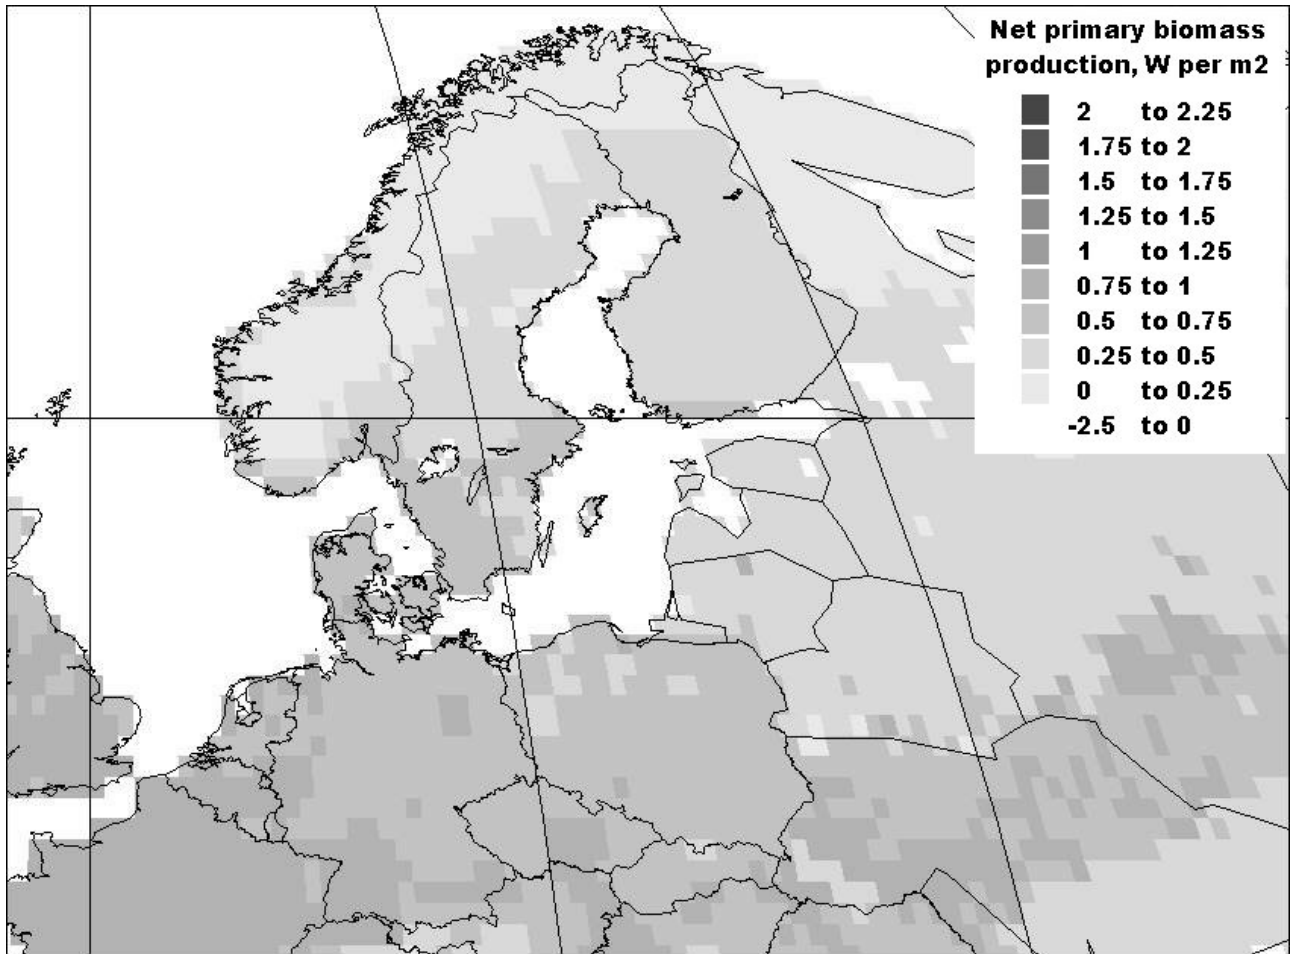 Net primary biomass
production, W per m2
2 to 2.25
1.75 to 2
1.5 to 1.75
1.25 to 1.5
1 to 1.25
0.75 to 1
0.5 to 0.75
0.25 to 0.5
0 to 0.25
-2.5 to 0